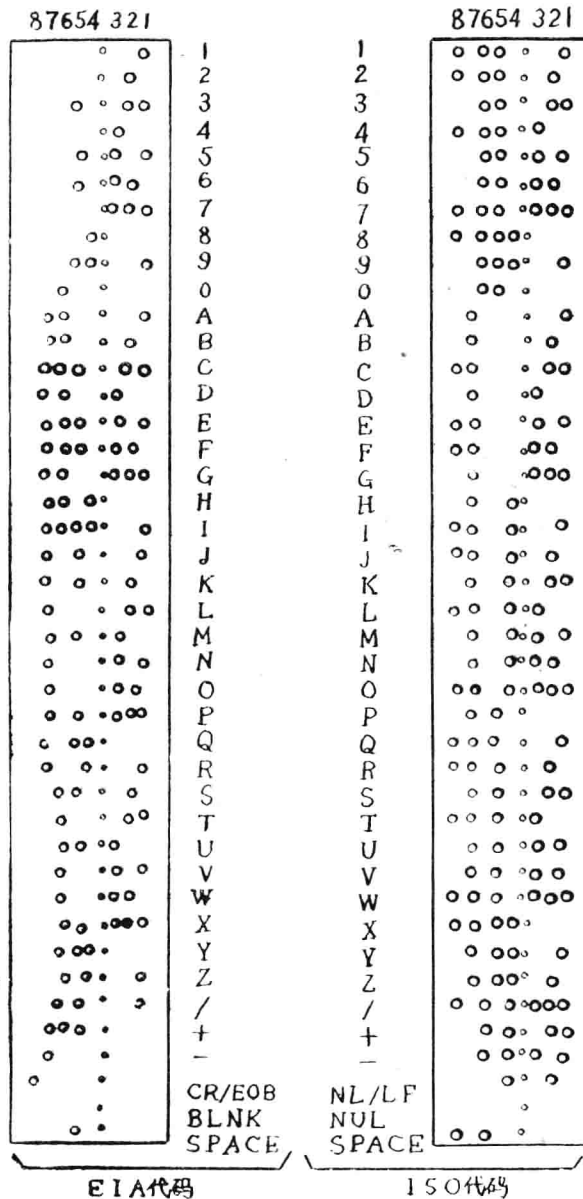 87654 321 87654 321
1 1
2 2
3 3
4 4
5 5
6 6
7 7
8 8
9 9
0 0
A A
B B
C C
D D
E E
F F
G G
H H
I I
J J
K K
L L
M M
N N
O O
P P
Q Q
R R
S S
T T
U U
V V
W W
X X
Y Y
Z Z
/ /
+ +
− −
CR/EOB NL/LF
BLNK NUL
SPACE SPACE
EIA代码 ISO代码